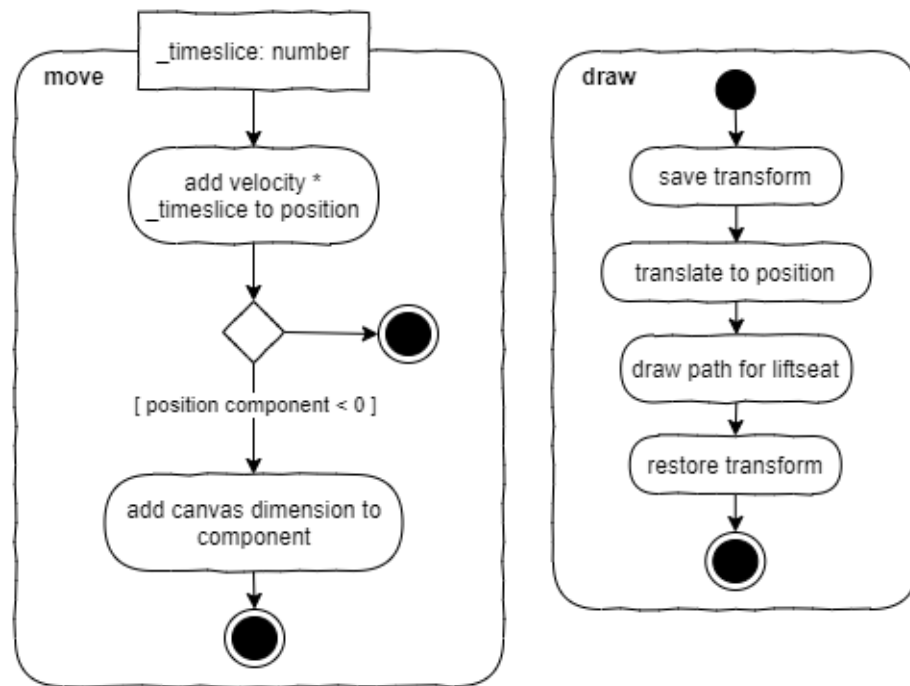 _timeslice: number
move
add velocity *
_timeslice to position
[ position component < 0 ]
add canvas dimension to
component
draw
save transform
translate to position
draw path for liftseat
restore transform